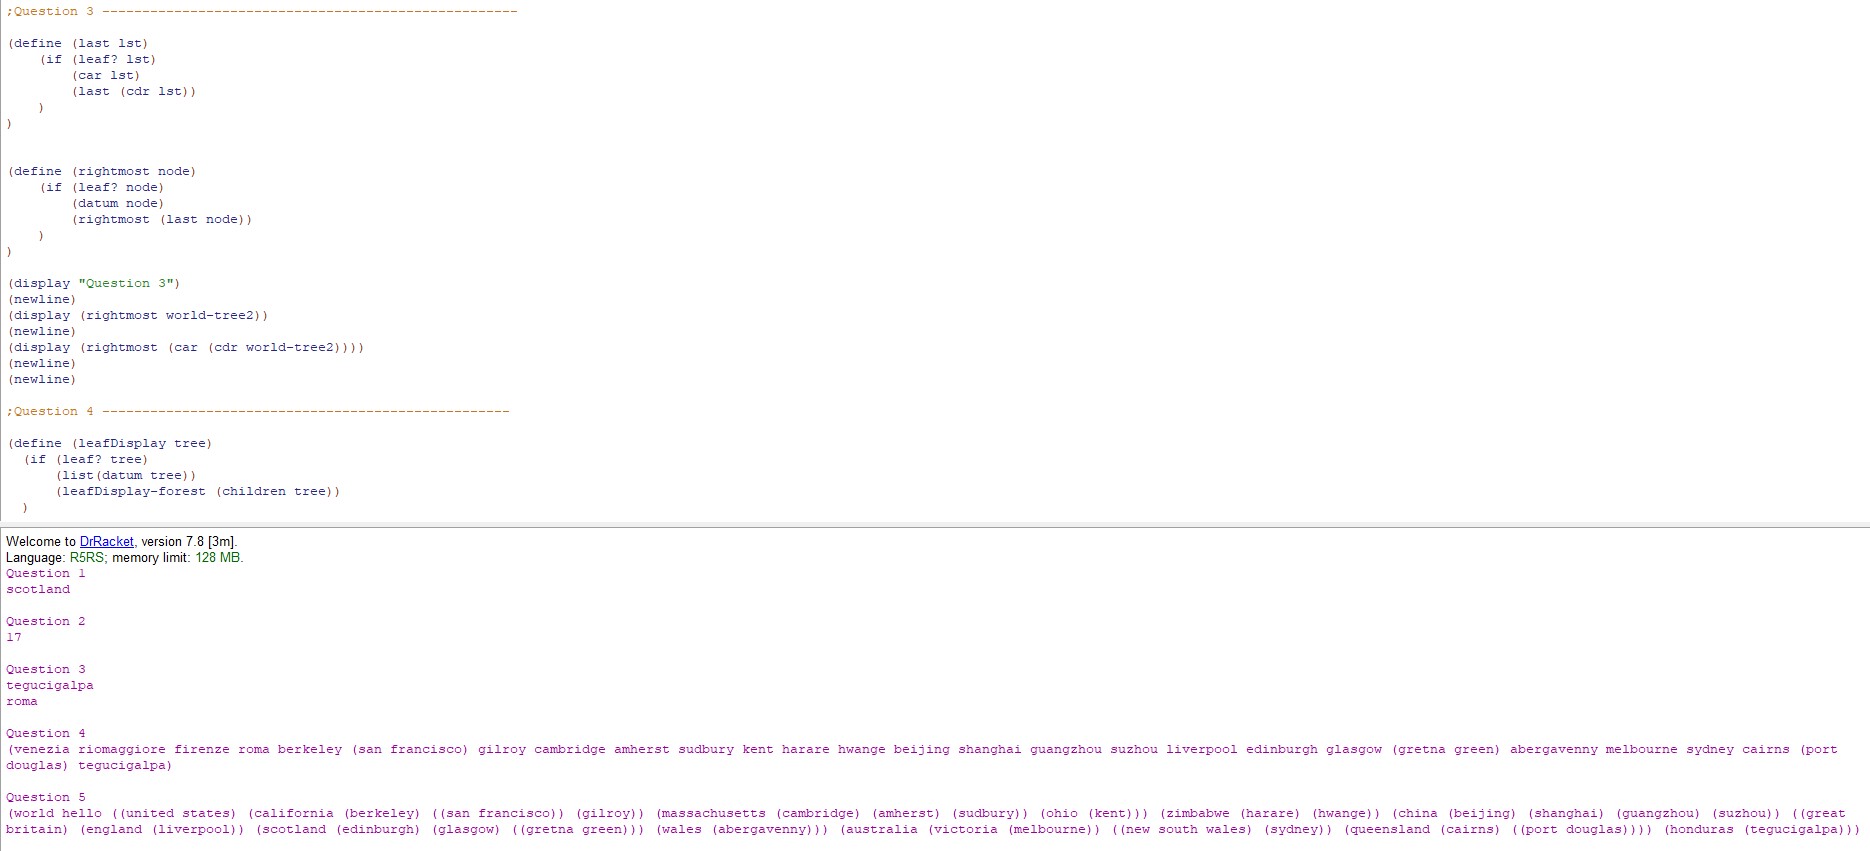 ;Question 3 ----------------------------------------------------
(define (last lst)
    (if (leaf? lst)
        (car lst)
        (last (cdr lst))
    )
)
(define (rightmost node)
    (if (leaf? node)
        (datum node)
        (rightmost (last node))
    )
)
(display "Question 3")
(newline)
(display (rightmost world-tree2))
(newline)
(display (rightmost (car (cdr world-tree2))))
(newline)
(newline)
;Question 4 ---------------------------------------------------
(define (leafDisplay tree)
  (if (leaf? tree)
      (list(datum tree))
      (leafDisplay-forest (children tree))
  )
Welcome to DrRacket, version 7.8 [3m].
Language: R5RS; memory limit: 128 MB.
Question 1
scotland
Question 2
17
Question 3
tegucigalpa
roma
Question 4
(venezia riomaggiore firenze roma berkeley (san francisco) gilroy cambridge amherst sudbury kent harare hwange beijing shanghai guangzhou suzhou liverpool edinburgh glasgow (gretna green) abergavenny melbourne sydney cairns (port
douglas) tegucigalpa)
Question 5
(world hello ((united states) (california (berkeley) ((san francisco)) (gilroy)) (massachusetts (cambridge) (amherst) (sudbury)) (ohio (kent))) (zimbabwe (harare) (hwange)) (china (beijing) (shanghai) (guangzhou) (suzhou)) ((great
britain) (england (liverpool)) (scotland (edinburgh) (glasgow) ((gretna green))) (wales (abergavenny))) (australia (victoria (melbourne)) ((new south wales) (sydney)) (queensland (cairns) ((port douglas)))) (honduras (tegucigalpa)))